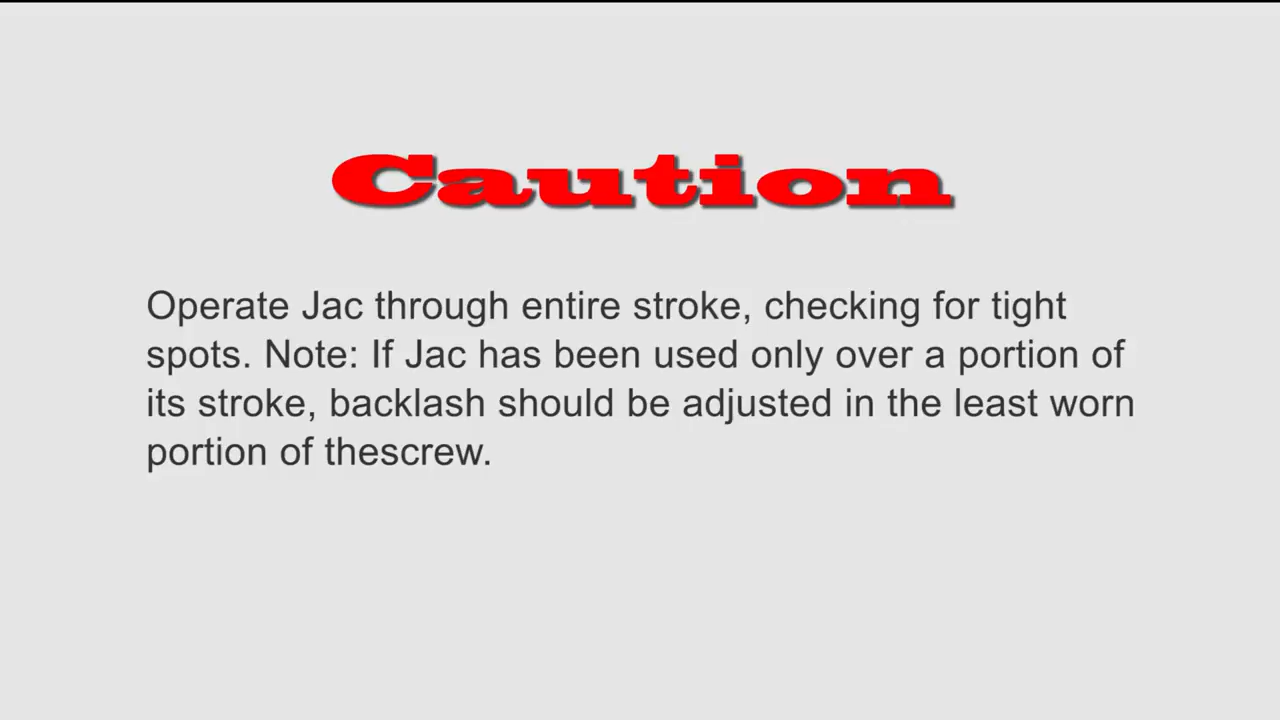 Caution
Operate Jac through entire stroke, checking for tight
spots. Note: If Jac has been used only over a portion of
its stroke, backlash should be adjusted in the least worn
portion of thescrew.